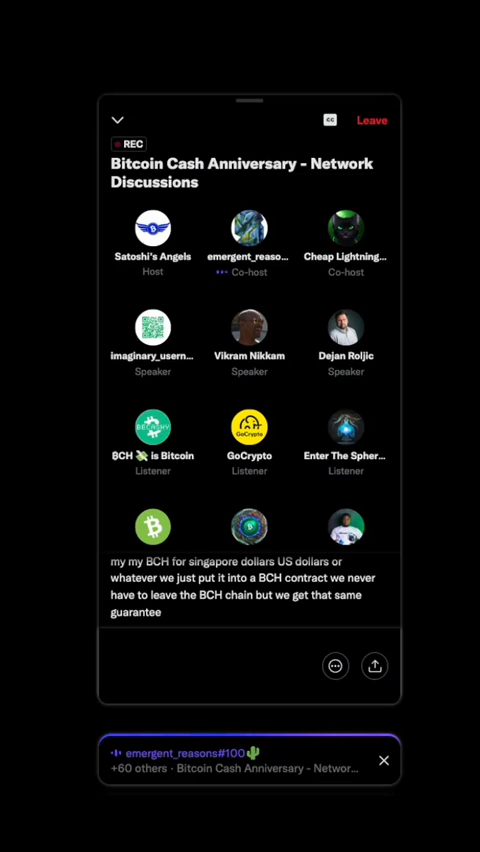 CC
Leave
REC
Bitcoin Cash Anniversary - Network
Discussions
Satoshi's Angels
Host
emergent_reaso...
Co-host
Cheap Lightning...
Co-host
imaginary_usern...
Speaker
Vikram Nikkam
Speaker
Dejan Roljic
Speaker
BECASHY
GoCrypto
₿CH 💸 is Bitcoin
Listener
GoCrypto
Listener
Enter The Spher...
Listener
my my BCH for singapore dollars US dollars or
whatever we just put it into a BCH contract we never
have to leave the BCH chain but we get that same
guarantee
emergent_reasons#100🌵
+60 others · Bitcoin Cash Anniversary - Networ...